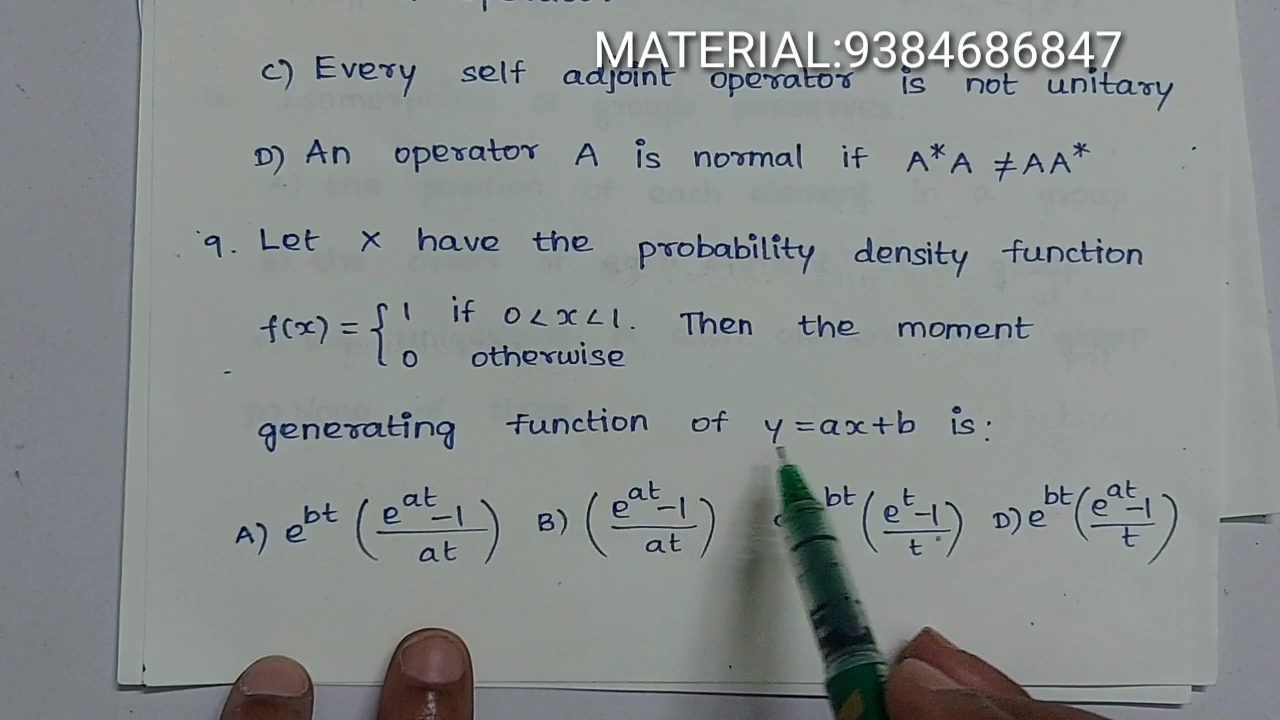 MATERIAL:9384686847
C) Every self adjoint operator is not unitary
D) An operator A is normal if A*A ≠ AA*
9. Let x have the probability density function
f(x) = { 1 if 0 < x < 1. Then the moment
0 otherwise
generating function of y = ax+b is:
A) e^bt ( (e^at - 1) / at ) B) ( (e^at - 1) / at ) bt ( (e^t - 1) / t ) D) e^bt ( (e^at - 1) / t )